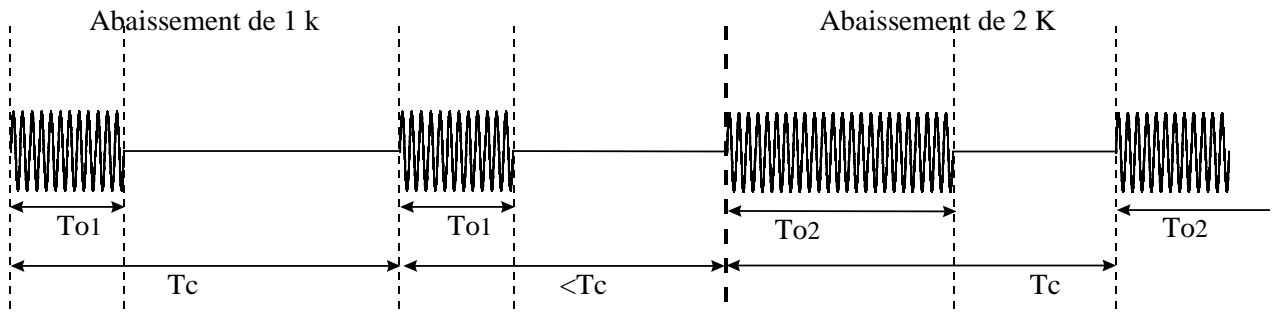 Abaissement de 1 k Abaissement de 2 K
To1 To1 To2 To2
Tc <Tc Tc